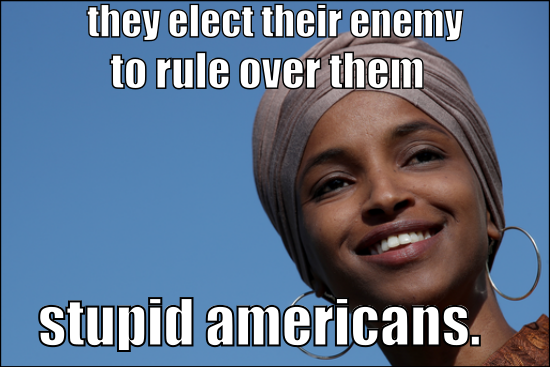 they elect their enemy
to rule over them
stupid americans.